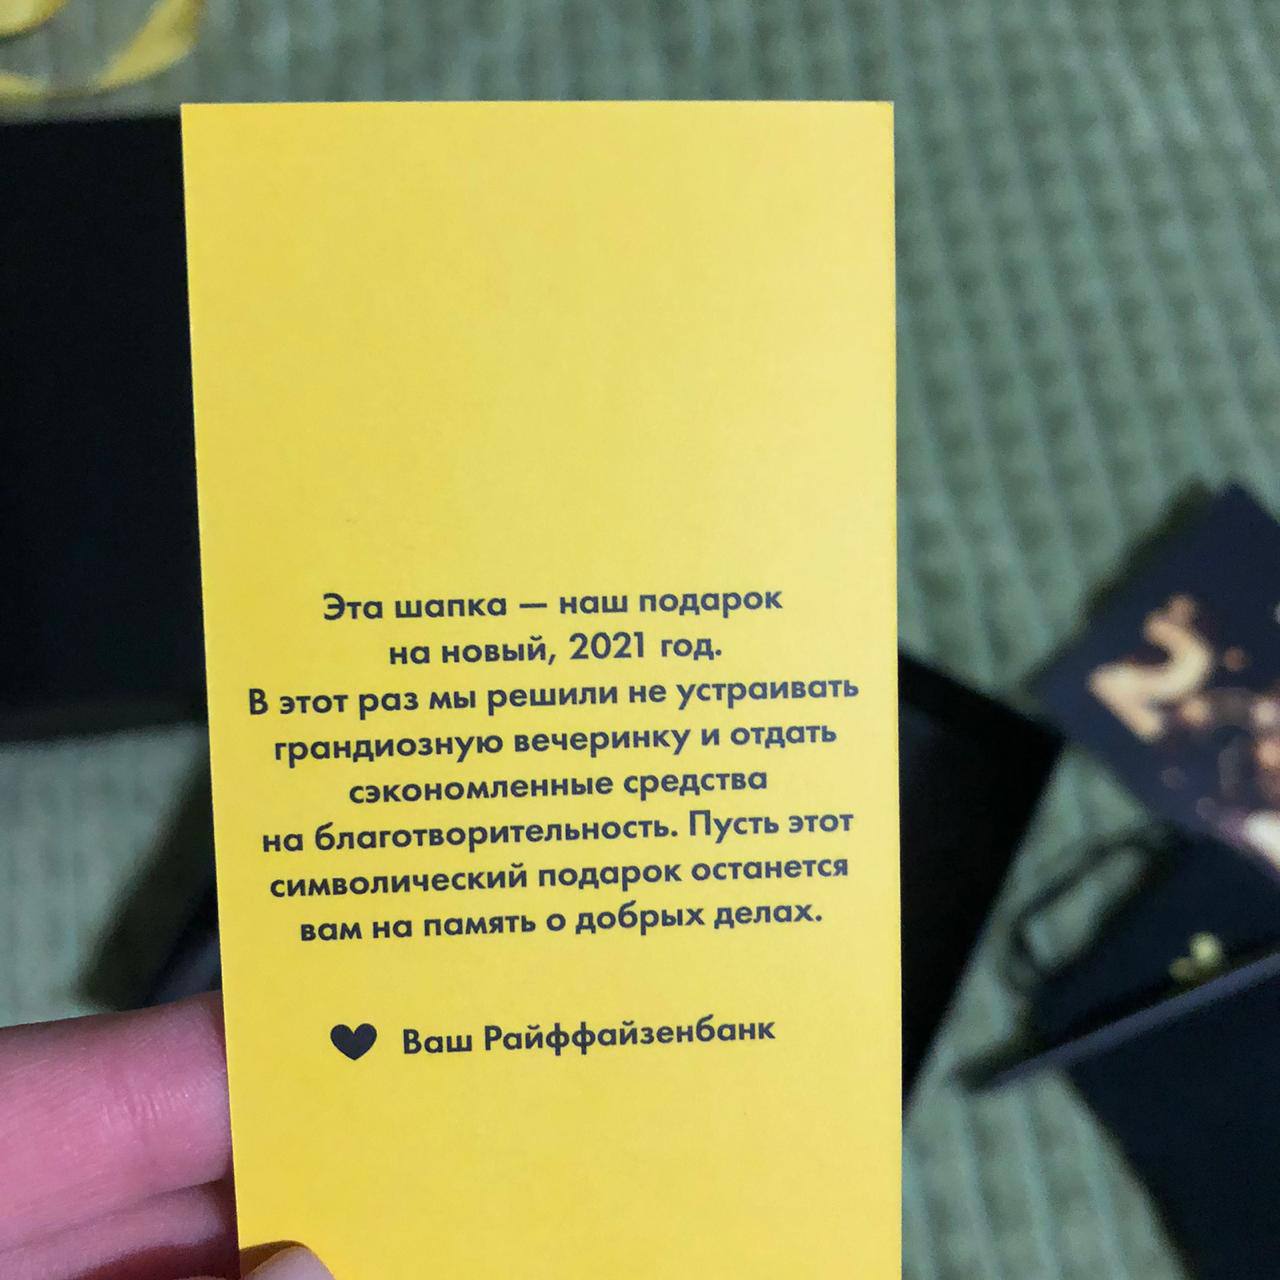 Эта шапка — наш подарок
на новый, 2021 год.
В этот раз мы решили не устраивать
грандиозную вечеринку и отдать
сэкономленные средства
на благотворительность. Пусть этот
символический подарок останется
вам на память о добрых делах.
Ваш Райффайзенбанк